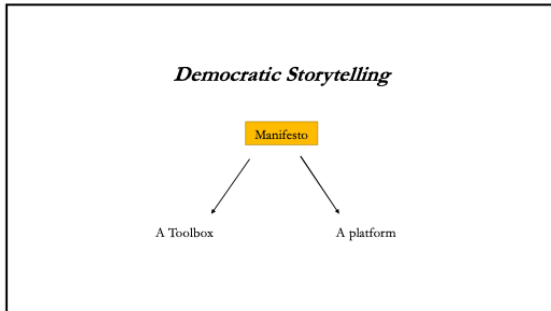 Democratic Storytelling
Manifesto
A Toolbox
A platform